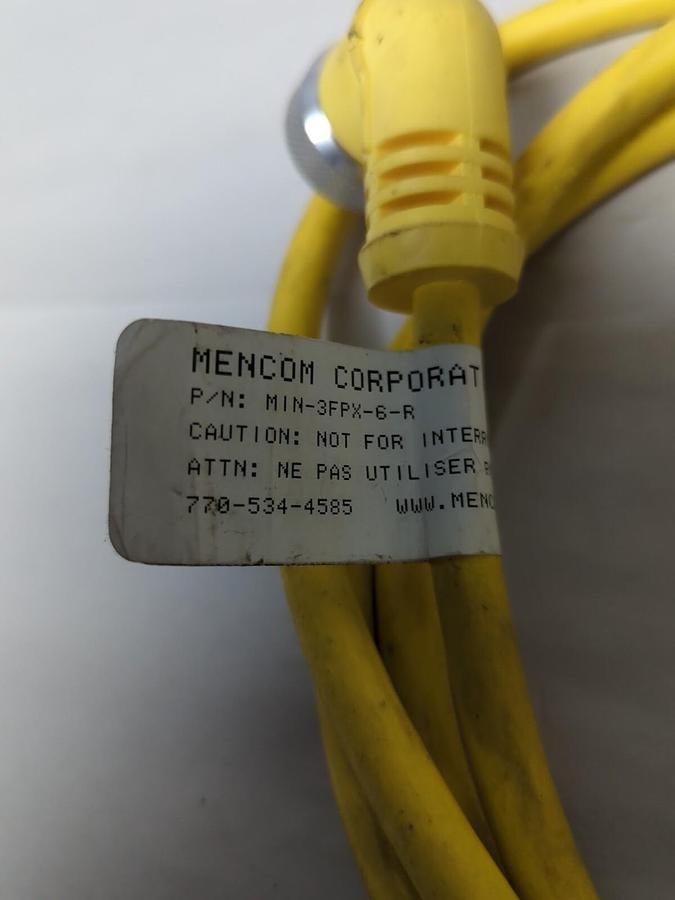 MENCOM CORPORAT
P/N: MIN-3FPX-6-R
CAUTION: NOT FOR INTERR
ATTN: NE PAS UTILISER
770-534-4585 WWW.MENC